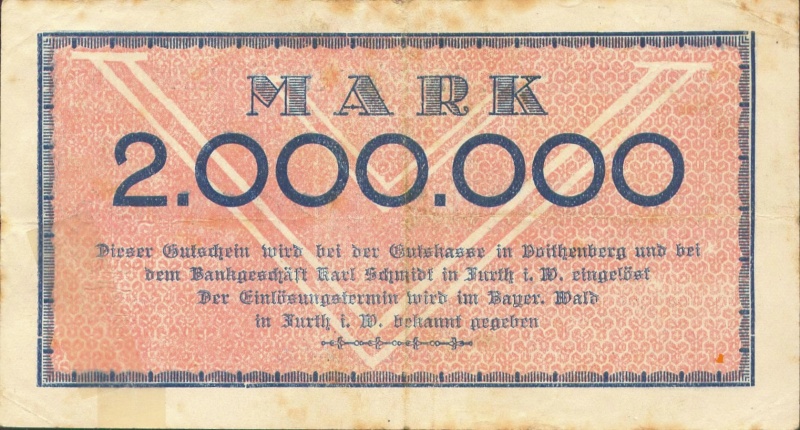 MARK
2.000.000
Dieser Gutschein wird bei der Gutskasse in Voithenberg und bei
dem Bankgeschäft Karl Schmidt in Furth i. W. eingelöst
Der Einlösungstermin wird im Bayer. Wald
in Furth i. W. bekannt gegeben